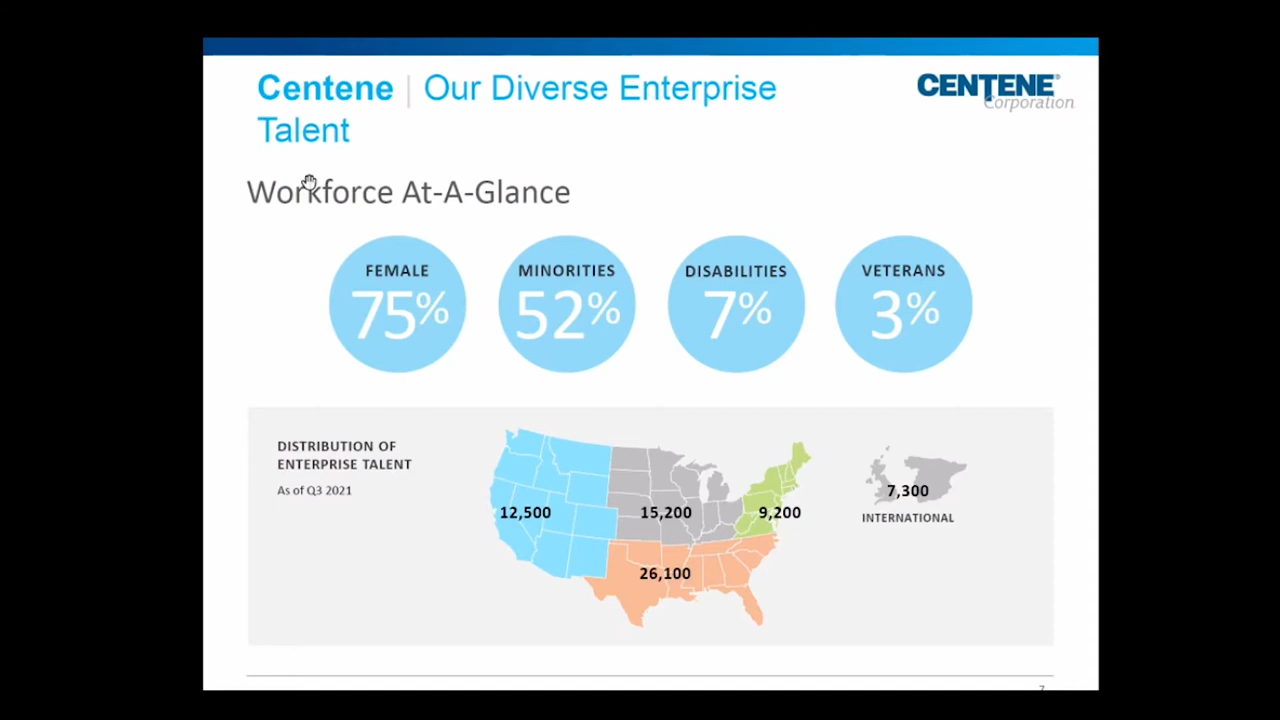 Centene | Our Diverse Enterprise
Talent
CENTENE®
Corporation
Workforce At-A-Glance
FEMALE
75%
MINORITIES
52%
DISABILITIES
7%
VETERANS
3%
DISTRIBUTION OF
ENTERPRISE TALENT
As of Q3 2021
12,500
15,200
9,200
26,100
7,300
INTERNATIONAL